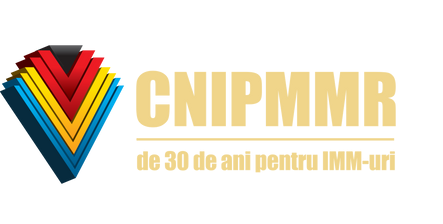 CNIPMMR
de 30 de ani pentru IMM-uri